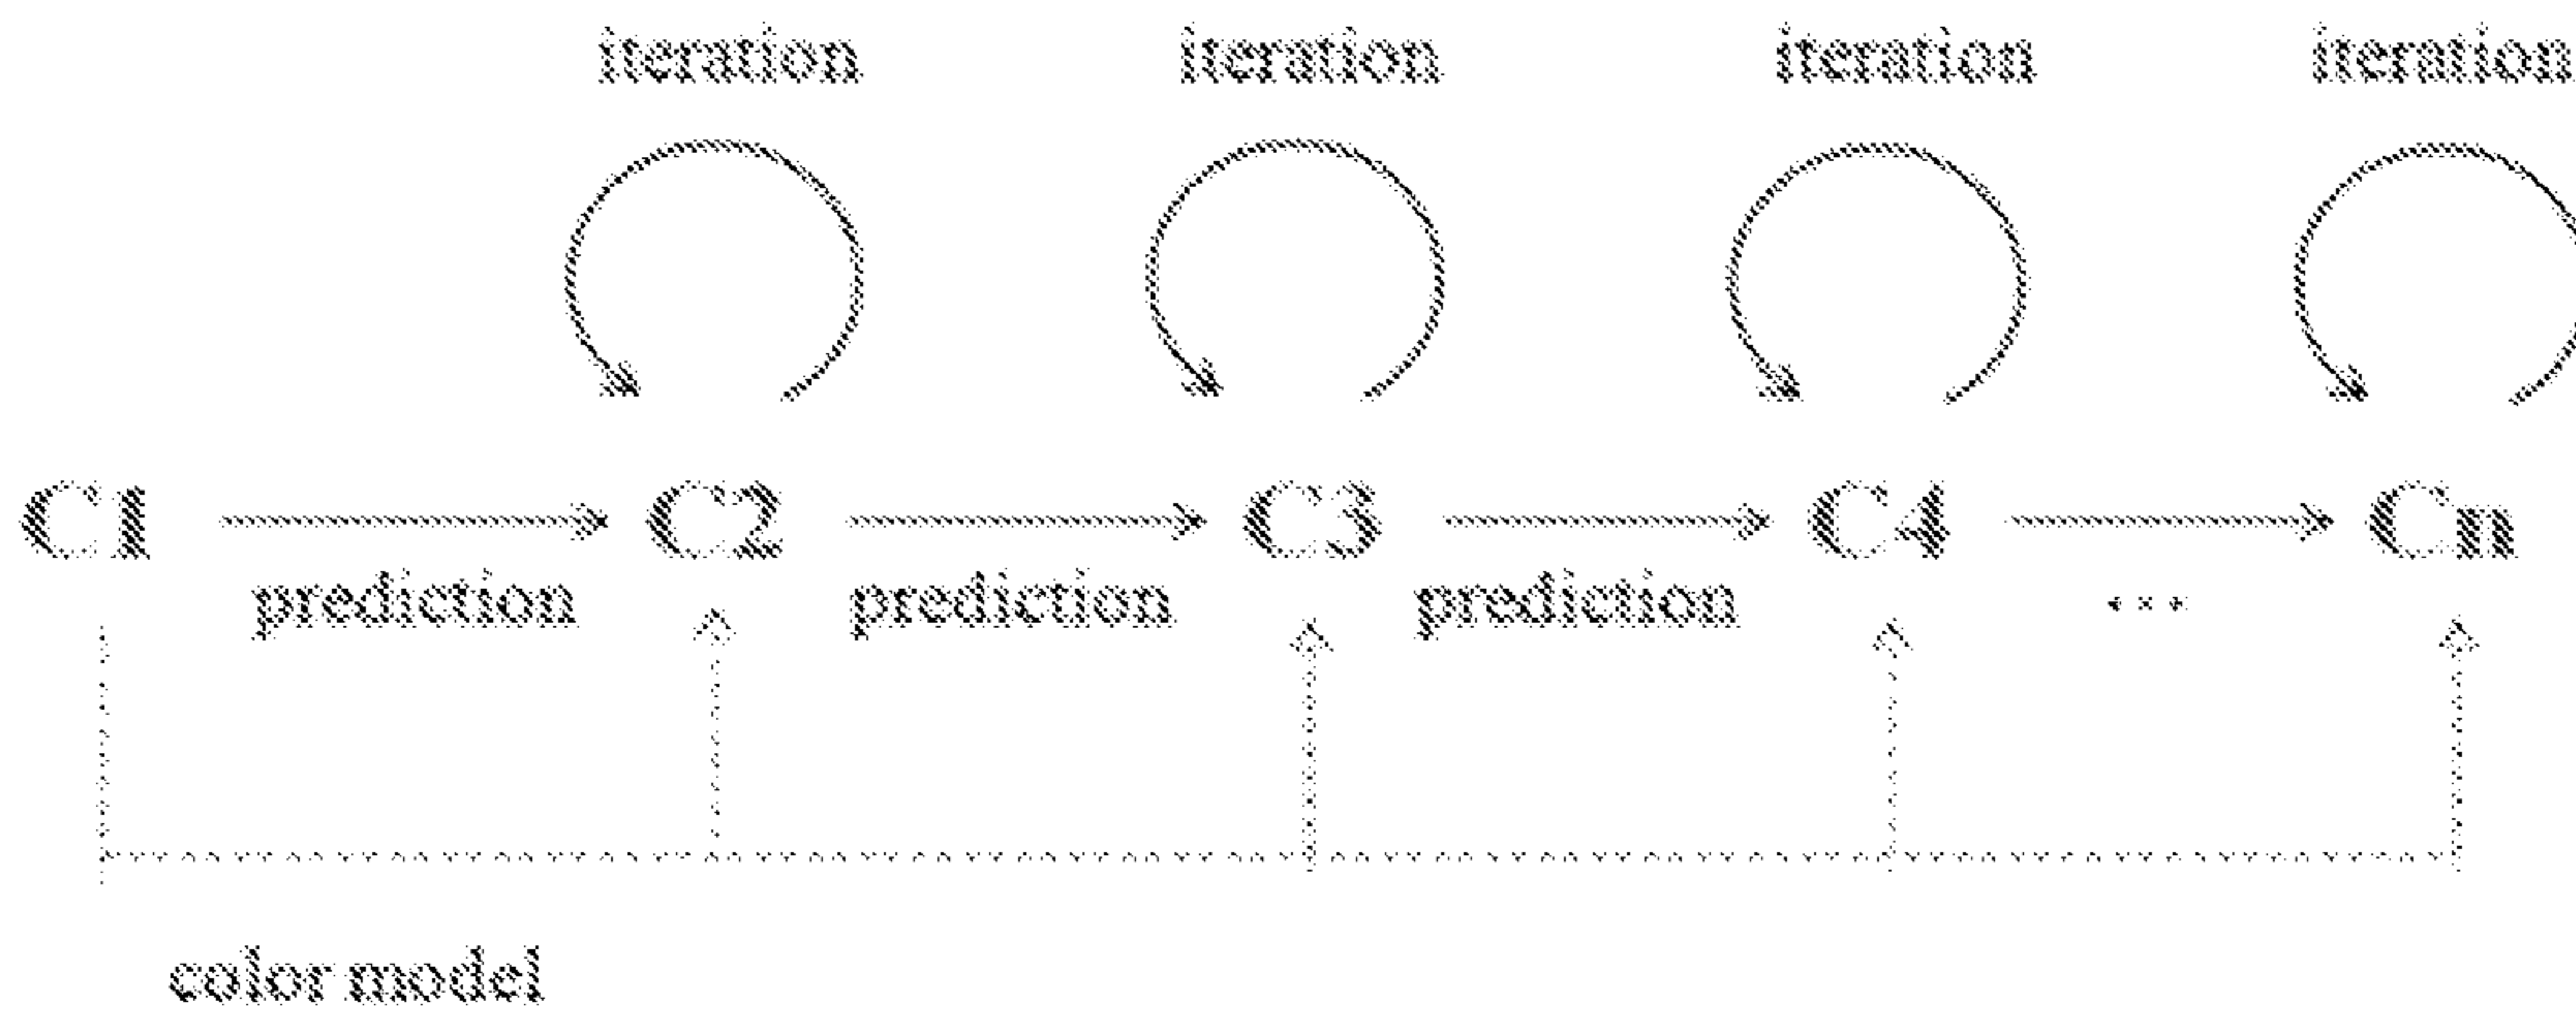 iteration iteration iteration iteration
C1 C2 C3 C4 Cn
prediction prediction prediction ...
color model